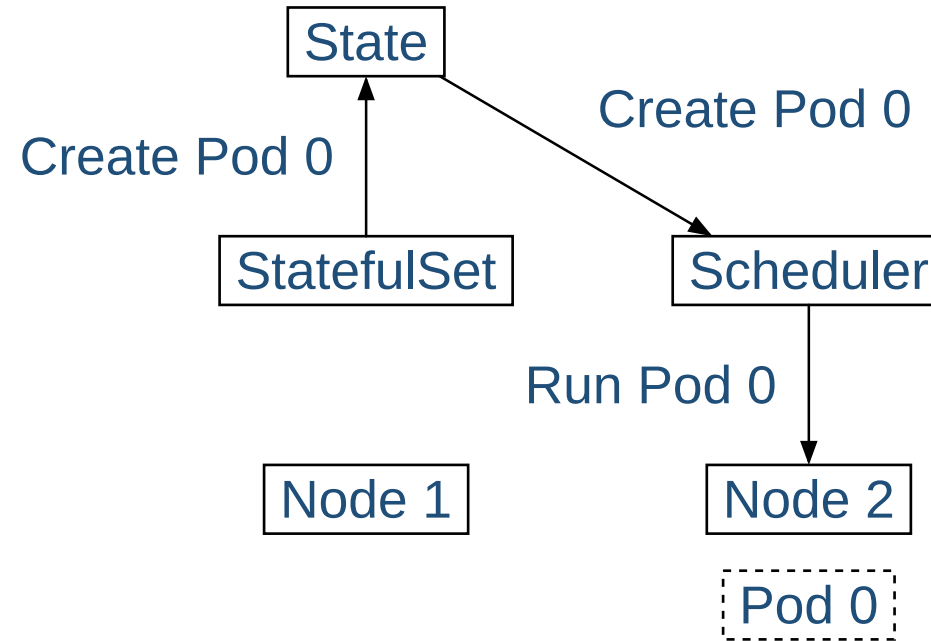 State
Create Pod 0
Create Pod 0
StatefulSet
Scheduler
Run Pod 0
Node 1
Node 2
Pod 0